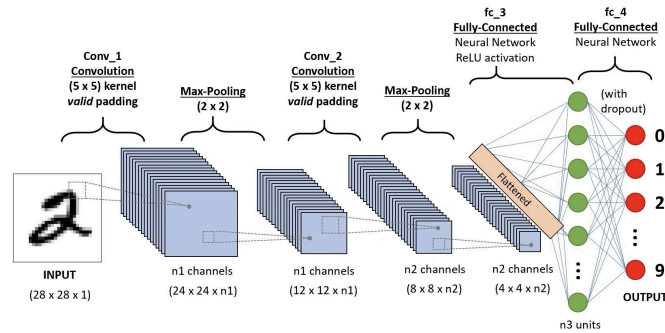 fc_3
Fully-Connected
Neural Network
ReLU activation
fc_4
Fully-Connected
Neural Network
Conv_1
Convolution
(5 x 5) kernel
valid padding
Max-Pooling
(2 x 2)
Conv_2
Convolution
(5 x 5) kernel
valid padding
Max-Pooling
(2 x 2)
(with
dropout)
Flattened
0
1
2
9
2
INPUT
(28 x 28 x 1)
n1 channels
(24 x 24 x n1)
n1 channels
(12 x 12 x n1)
n2 channels
(8 x 8 x n2)
n2 channels
(4 x 4 x n2)
OUTPUT
n3 units